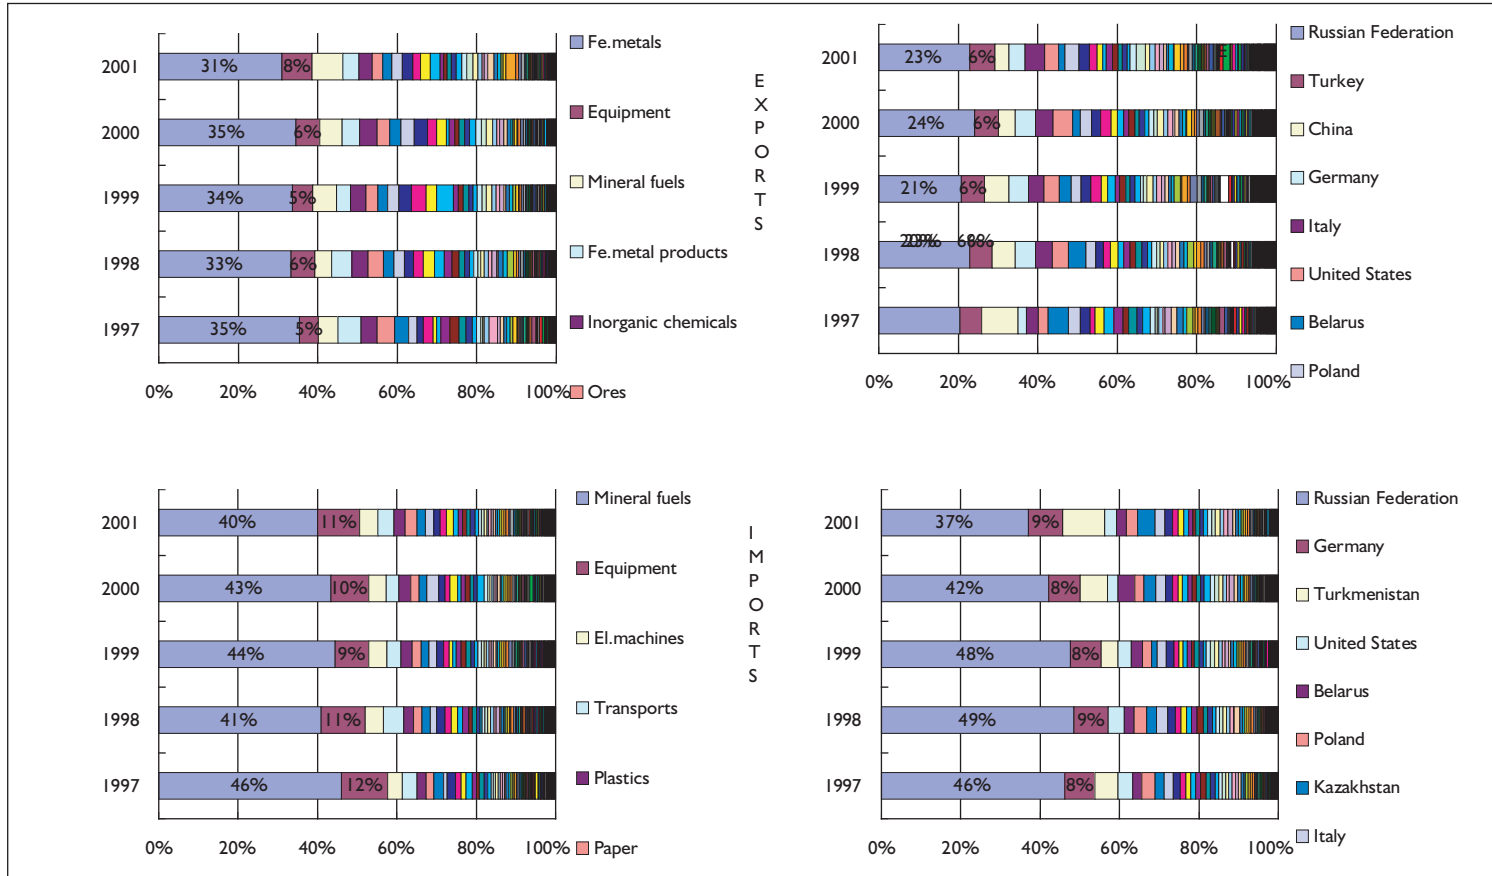 Fe.metals
2001 31% 8%
Equipment
2000 35% 6%
Mineral fuels
1999 34% 5%
Fe.metal products
1998 33% 6%
Inorganic chemicals
1997 35% 5%
0% 20% 40% 60% 80% 100%
Ores
EXPORTS
Russian Federation
2001 23% 6%
Turkey
China
2000 24% 6%
Germany
1999 21% 6%
Italy
1998
United States
Belarus
1997
Poland
0% 20% 40% 60% 80% 100%
Mineral fuels
2001 40% 11%
Equipment
2000 43% 10%
El.machines
1999 44% 9%
Transports
1998 41% 11%
Plastics
1997 46% 12%
0% 20% 40% 60% 80% 100%
Paper
IMPORTS
Russian Federation
2001 37% 9%
Germany
2000 42% 8%
Turkmenistan
United States
1999 48% 8%
Belarus
1998 49% 9%
Poland
1997 46% 8%
Kazakhstan
Italy
0% 20% 40% 60% 80% 100%